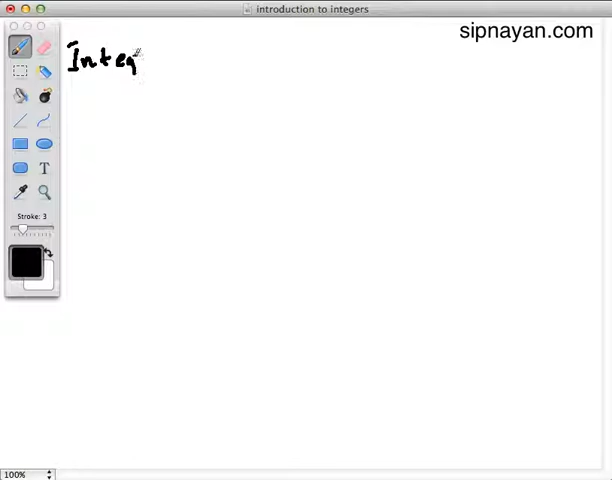 introduction to integers
sipnayan.com
Integ
Stroke: 3
T
100%